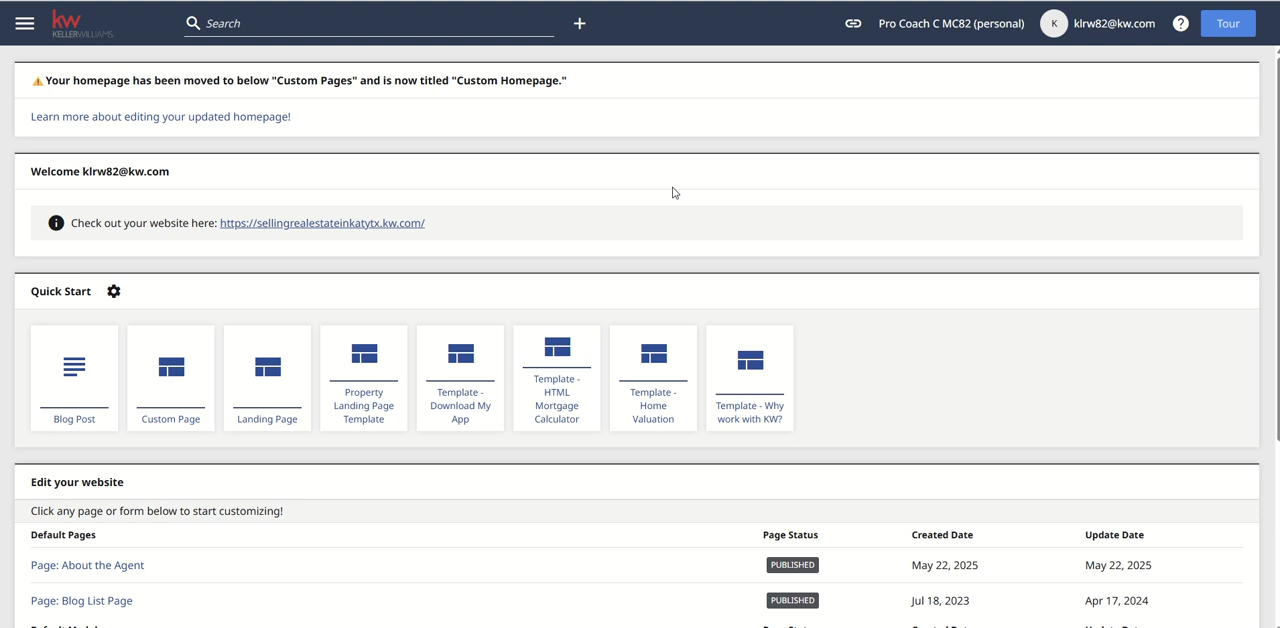 kw
KELLERWILLIAMS
Search
+
Pro Coach C MC82 (personal)
K
klrw82@kw.com
?
Tour
Your homepage has been moved to below "Custom Pages" and is now titled "Custom Homepage."
Learn more about editing your updated homepage!
Welcome klrw82@kw.com
Check out your website here: https://sellingrealestateinkatytx.kw.com/
Quick Start
Blog Post
Custom Page
Landing Page
Property
Landing Page
Template
Template -
Download My
App
Template -
HTML
Mortgage
Calculator
Template -
Home
Valuation
Template - Why
work with KW?
Edit your website
Click any page or form below to start customizing!
Default Pages Page Status Created Date Update Date
Page: About the Agent PUBLISHED May 22, 2025 May 22, 2025
Page: Blog List Page PUBLISHED Jul 18, 2023 Apr 17, 2024